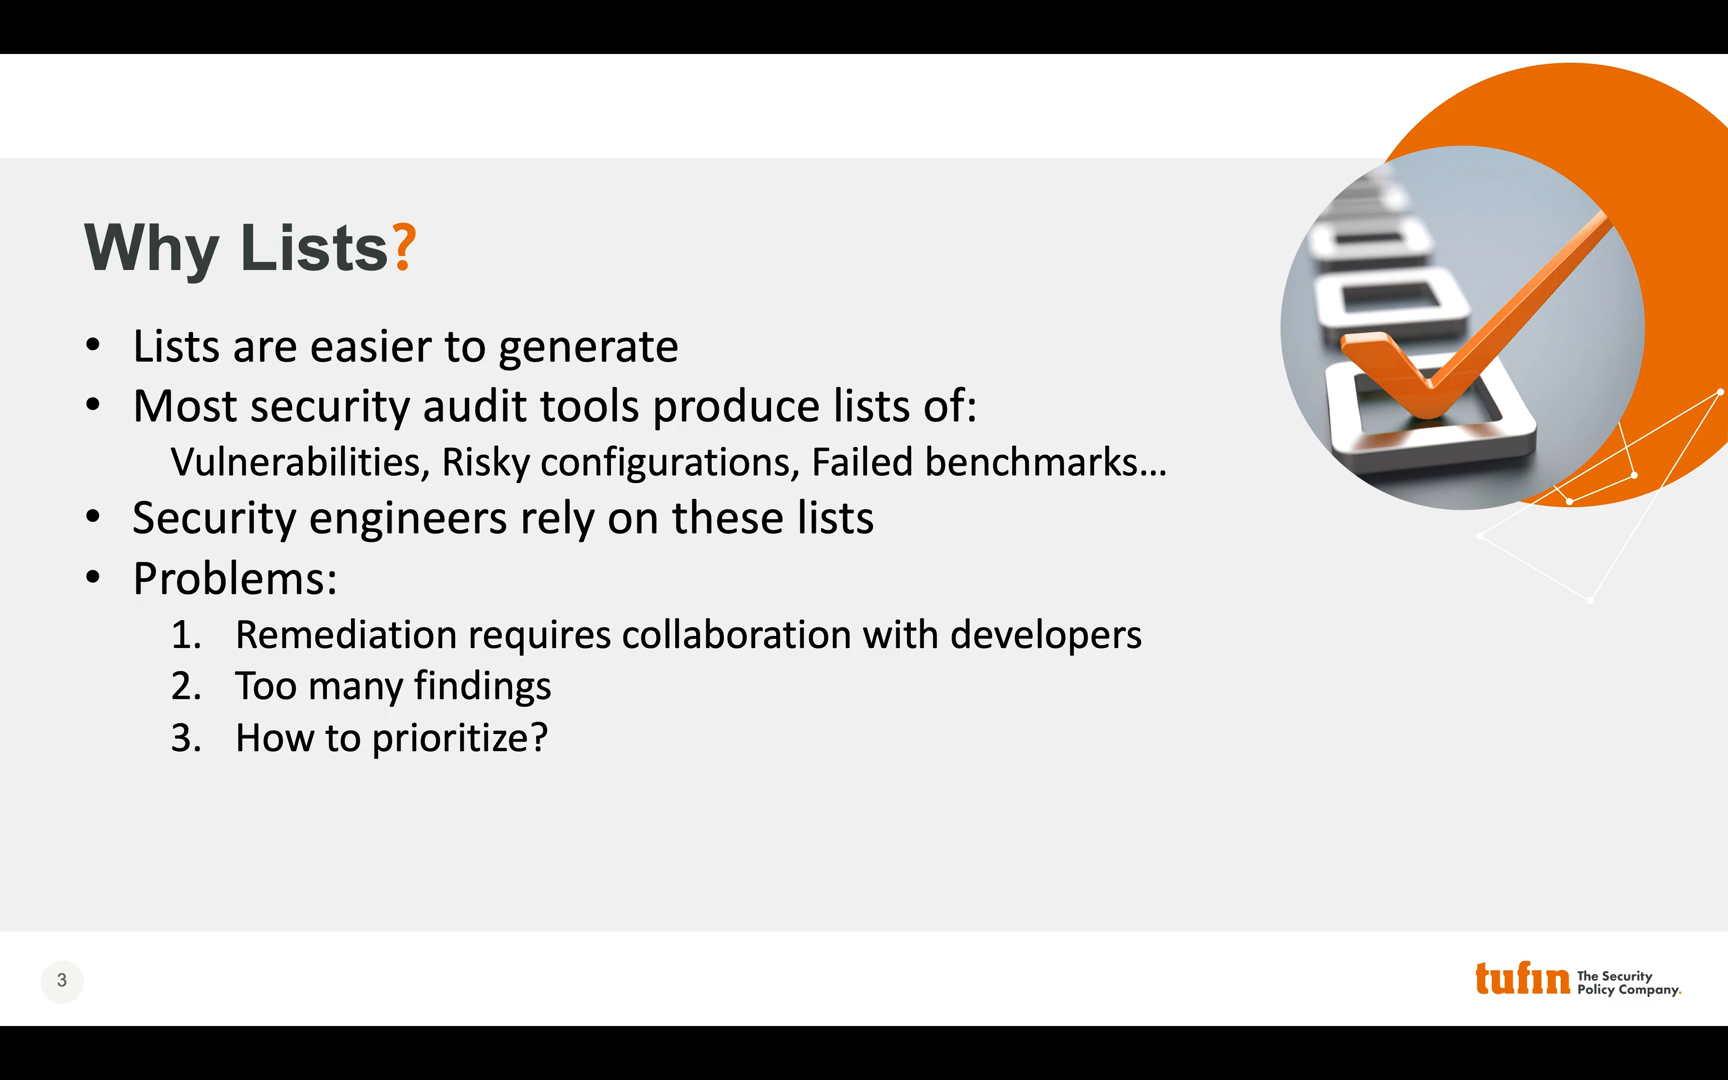 Why Lists?
• Lists are easier to generate
• Most security audit tools produce lists of:
Vulnerabilities, Risky configurations, Failed benchmarks...
• Security engineers rely on these lists
• Problems:
1. Remediation requires collaboration with developers
2. Too many findings
3. How to prioritize?
3
tufin
The Security
Policy Company.